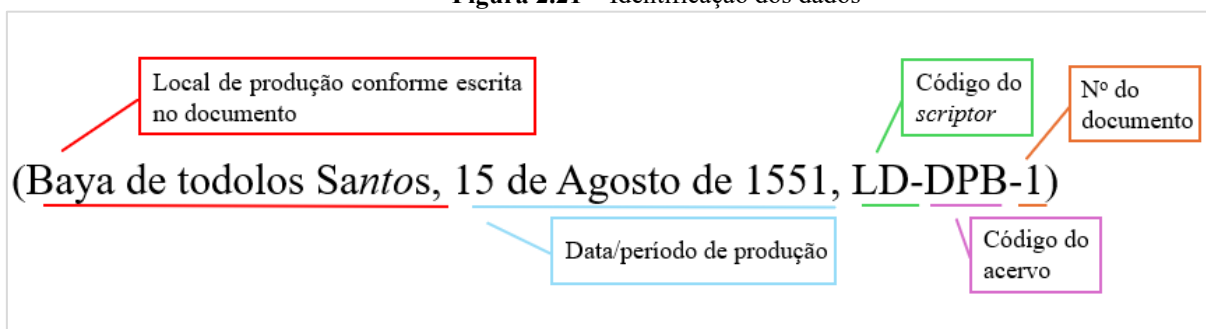 Figura 2.21 – Identificação dos dados
Local de produção conforme escrita
no documento
Código do
scriptor
Nº do
documento
(Baya de todolos Santos, 15 de Agosto de 1551, LD-DPB-1)
Data/período de produção
Código do
acervo